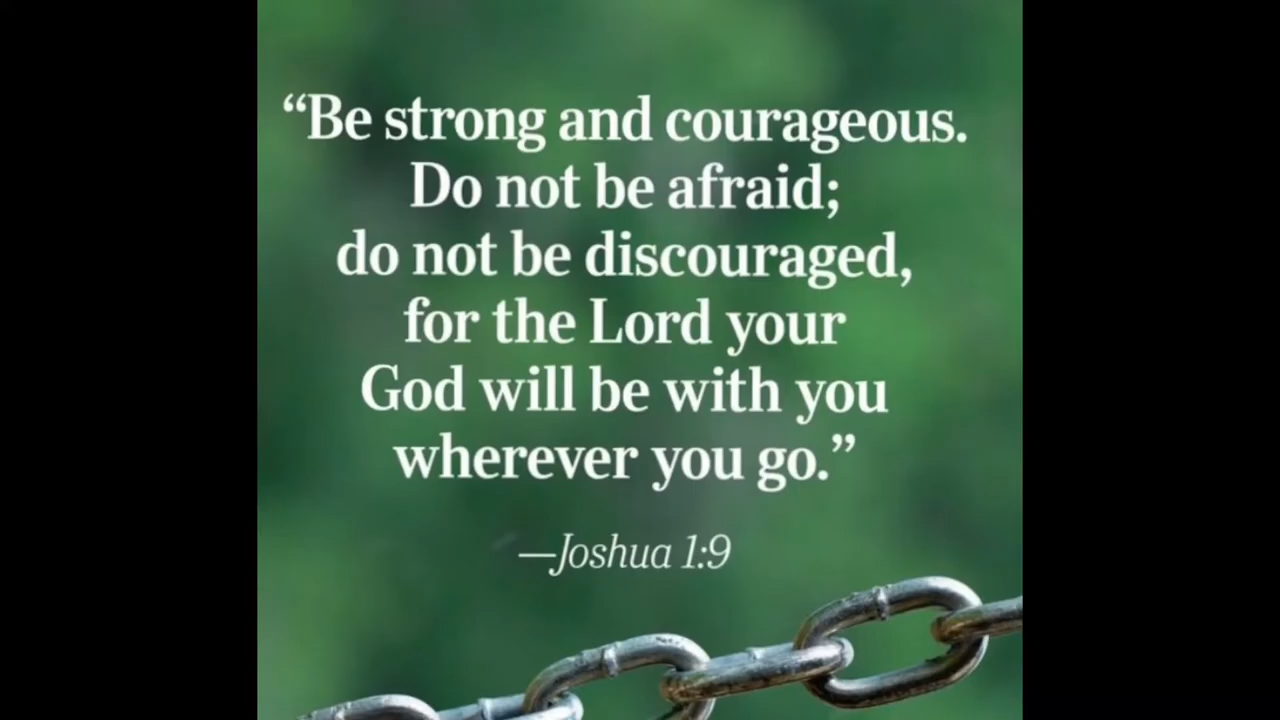 “Be strong and courageous.
Do not be afraid;
do not be discouraged,
for the Lord your
God will be with you
wherever you go.”
—Joshua 1:9